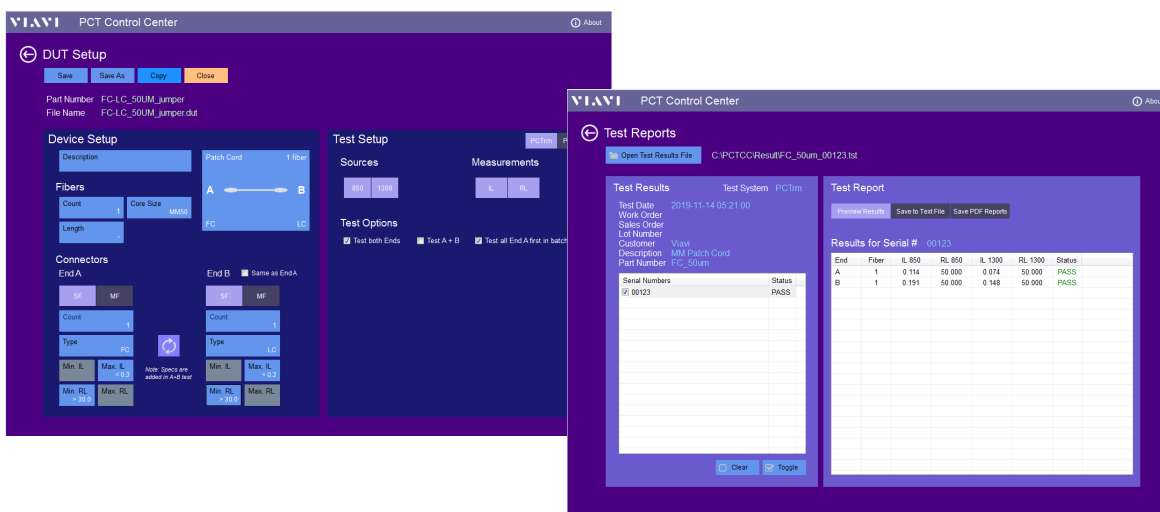 VIAVI PCT Control Center
About
DUT Setup
Save Save As Copy Close
Part Number FC-LC_50UM_jumper
File Name FC-LC_50UM_jumper.dut
Device Setup
Description
Patch Cord 1 fiber
A B
FC LC
Fibers
Count 1
Core Size MM50
Length -
Connectors
End A
SF MF
Count 1
Type FC
Min. IL
Max. IL < 0.3
Min. RL > 30.0
Max. RL
Note: Specs are
added in A+B test
End B Same as End A
SF MF
Count 1
Type LC
Min. IL
Max. IL < 0.3
Min. RL > 30.0
Max. RL
Test Setup
PCTrm
Sources
850 1300
Measurements
IL RL
Test Options
Test both Ends Test A + B Test all End A first in batch
VIAVI PCT Control Center
Abou
Test Reports
Open Test Results File C:\PCTCC\Result\FC_50um_00123.tst
Test Results Test System PCTrm
Test Date 2019-11-14 05:21:00
Work Order
Sales Order
Lot Number
Customer Viavi
Description MM Patch Cord
Part Number FC_50um
Serial Numbers Status
00123 PASS
Clear Toggle
Test Report
Preview Results Save to Text File Save PDF Reports
Results for Serial # 00123
End Fiber IL 850 RL 850 IL 1300 RL 1300 Status
A 1 0.114 50.000 0.074 50.000 PASS
B 1 0.191 50.000 0.148 50.000 PASS